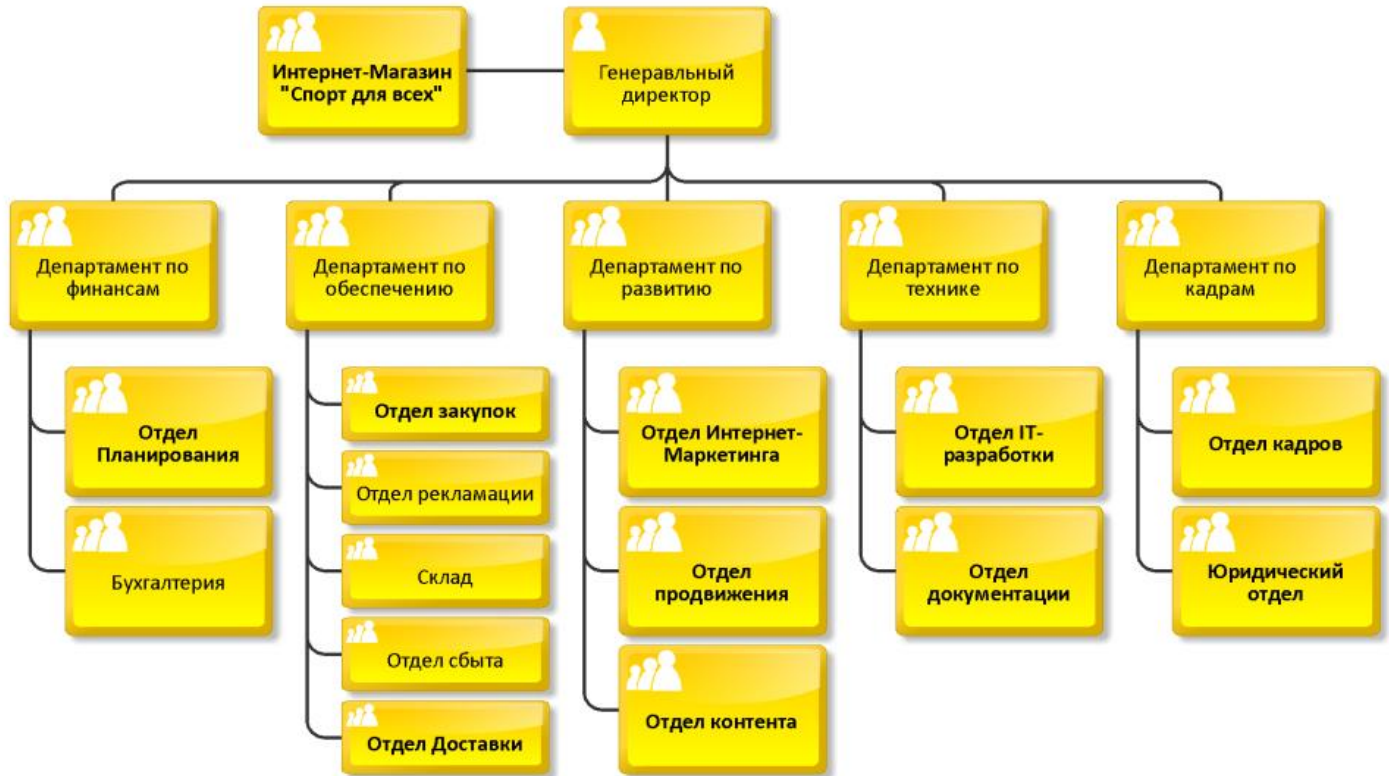 Интернет-Магазин
"Спорт для всех"
Генеравльный
директор
Департамент по
финансам
Департамент по
обеспечению
Департамент по
развитию
Департамент по
технике
Департамент по
кадрам
Отдел
Планирования
Бухгалтерия
Отдел закупок
Отдел рекламации
Склад
Отдел сбыта
Отдел Доставки
Отдел Интернет-
Маркетинга
Отдел
продвижения
Отдел контента
Отдел IT-
разработки
Отдел
документации
Отдел кадров
Юридический
отдел